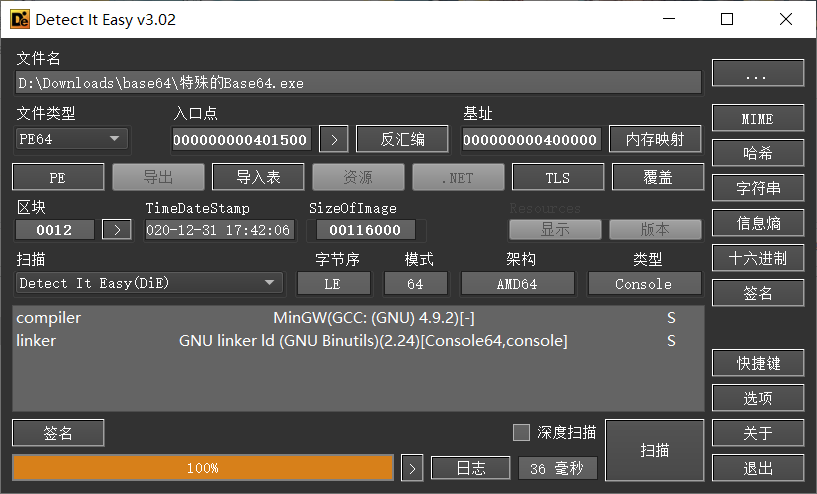 Detect It Easy v3.02
文件名
D:\Downloads\base64\特殊的Base64.exe
...
文件类型 入口点 基址
PE64 000000000401500 > 反汇编 000000000400000 内存映射
MIME
哈希
PE 导出 导入表 资源 .NET TLS 覆盖
字符串
区块 TimeDateStamp SizeOfImage Resources
0012 > 020-12-31 17:42:06 00116000 显示 版本
信息熵
扫描 字节序 模式 架构 类型
十六进制
Detect It Easy(DiE) LE 64 AMD64 Console
签名
compiler MinGW(GCC: (GNU) 4.9.2)[-] S
linker GNU linker ld (GNU Binutils)(2.24)[Console64,console] S
快捷键
选项
签名 深度扫描 扫描 关于
100% > 日志 36 毫秒 退出